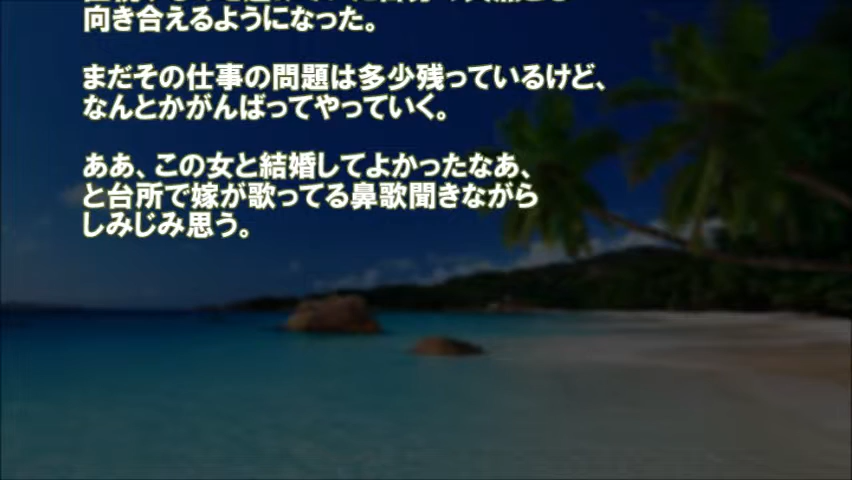 向き合えるようになった。
まだその仕事の問題は多少残っているけど、
なんとかがんばってやっていく。
ああ、この女と結婚してよかったなあ、
と台所で嫁が歌ってる鼻歌聞きながら
しみじみ思う。